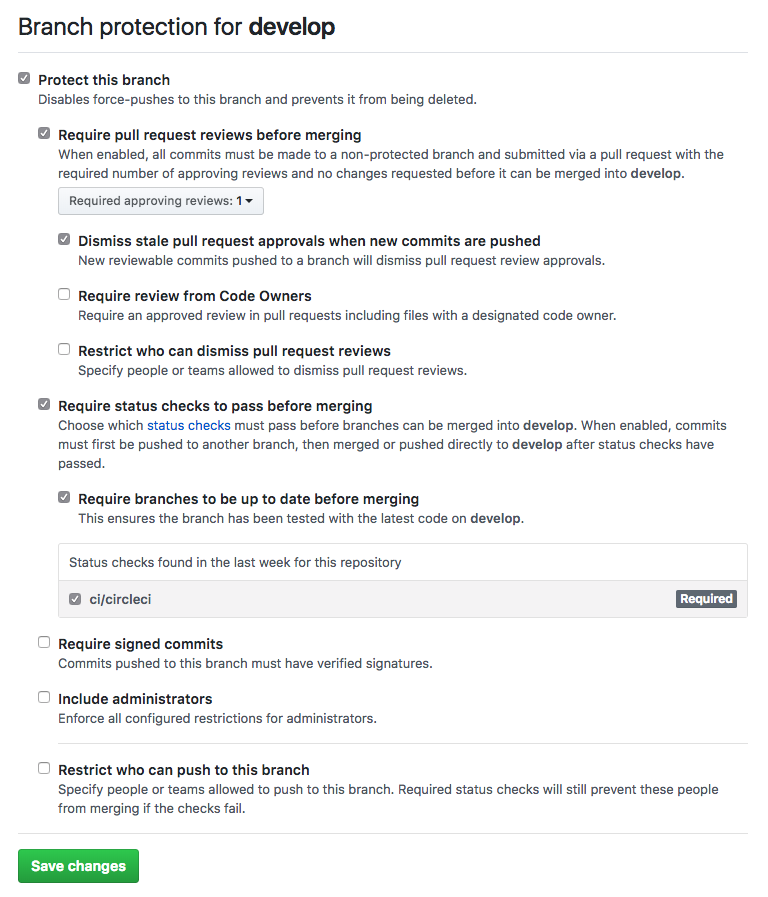 Branch protection for develop
Protect this branch
Disables force-pushes to this branch and prevents it from being deleted.
Require pull request reviews before merging
When enabled, all commits must be made to a non-protected branch and submitted via a pull request with the
required number of approving reviews and no changes requested before it can be merged into develop.
Required approving reviews: 1
Dismiss stale pull request approvals when new commits are pushed
New reviewable commits pushed to a branch will dismiss pull request review approvals.
Require review from Code Owners
Require an approved review in pull requests including files with a designated code owner.
Restrict who can dismiss pull request reviews
Specify people or teams allowed to dismiss pull request reviews.
Require status checks to pass before merging
Choose which status checks must pass before branches can be merged into develop. When enabled, commits
must first be pushed to another branch, then merged or pushed directly to develop after status checks have
passed.
Require branches to be up to date before merging
This ensures the branch has been tested with the latest code on develop.
Status checks found in the last week for this repository
ci/circleci Required
Require signed commits
Commits pushed to this branch must have verified signatures.
Include administrators
Enforce all configured restrictions for administrators.
Restrict who can push to this branch
Specify people or teams allowed to push to this branch. Required status checks will still prevent these people
from merging if the checks fail.
Save changes